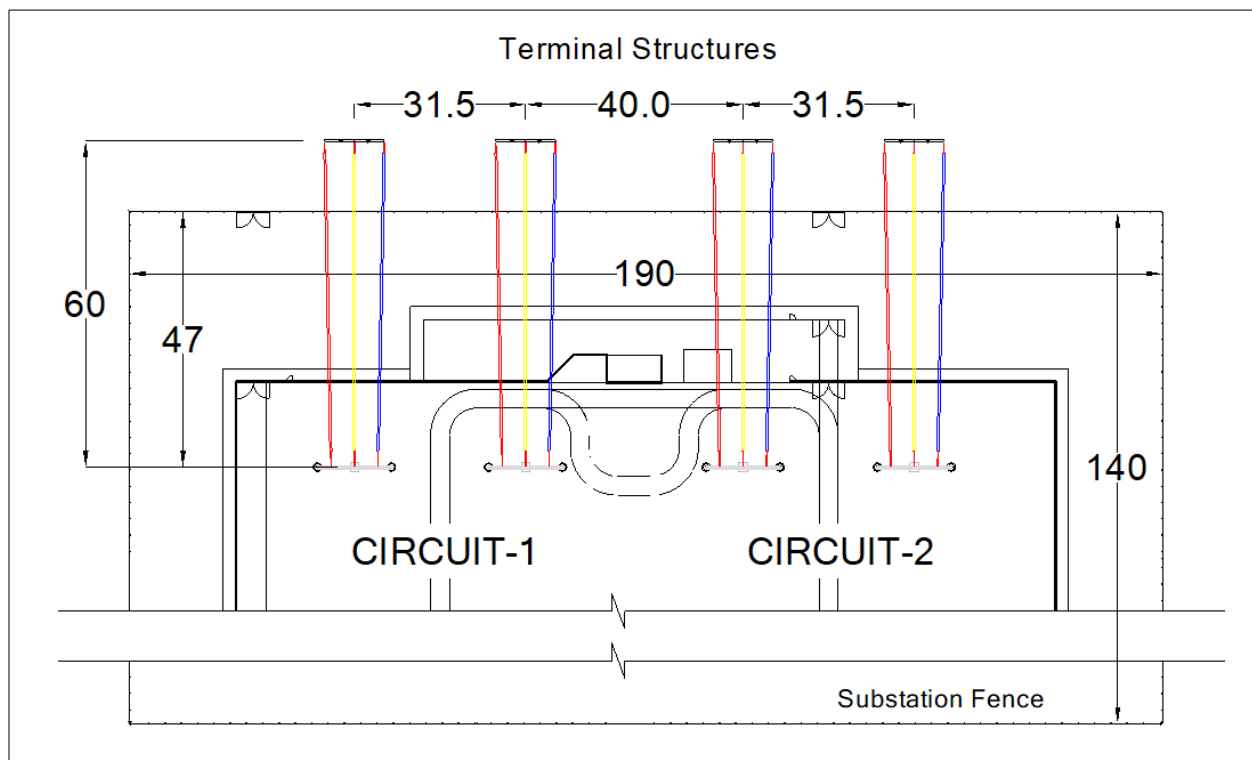 Terminal Structures
31.5 40.0 31.5
190
60
47
140
CIRCUIT-1 CIRCUIT-2
Substation Fence